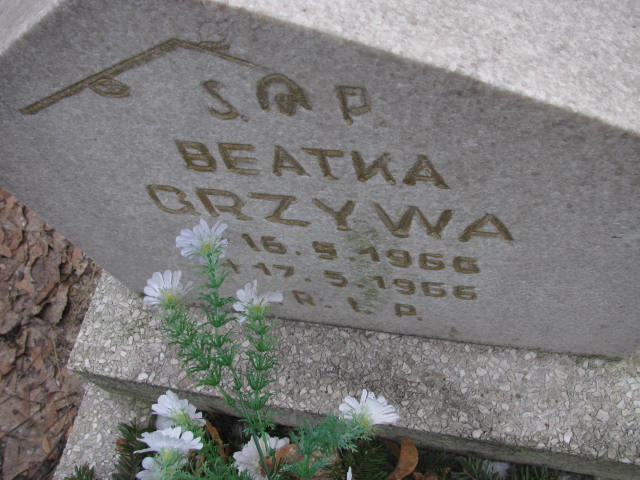 S. P.
BEATKA
GRZYWA
16. 5. 1966
17. 5. 1966
R. I. P.